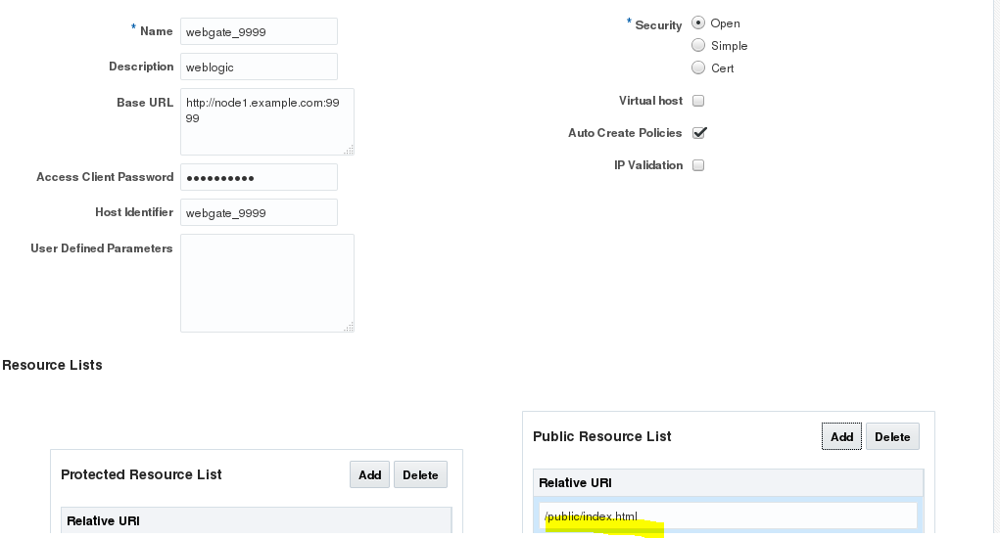 * Name webgate_9999
Description weblogic
Base URL http://node1.example.com:99
99
Access Client Password ●●●●●●●●●●
Host Identifier webgate_9999
User Defined Parameters
* Security Open
Simple
Cert
Virtual host
Auto Create Policies
IP Validation
Resource Lists
Protected Resource List Add Delete
Relative URI
Public Resource List Add Delete
Relative URI
/public/index.html